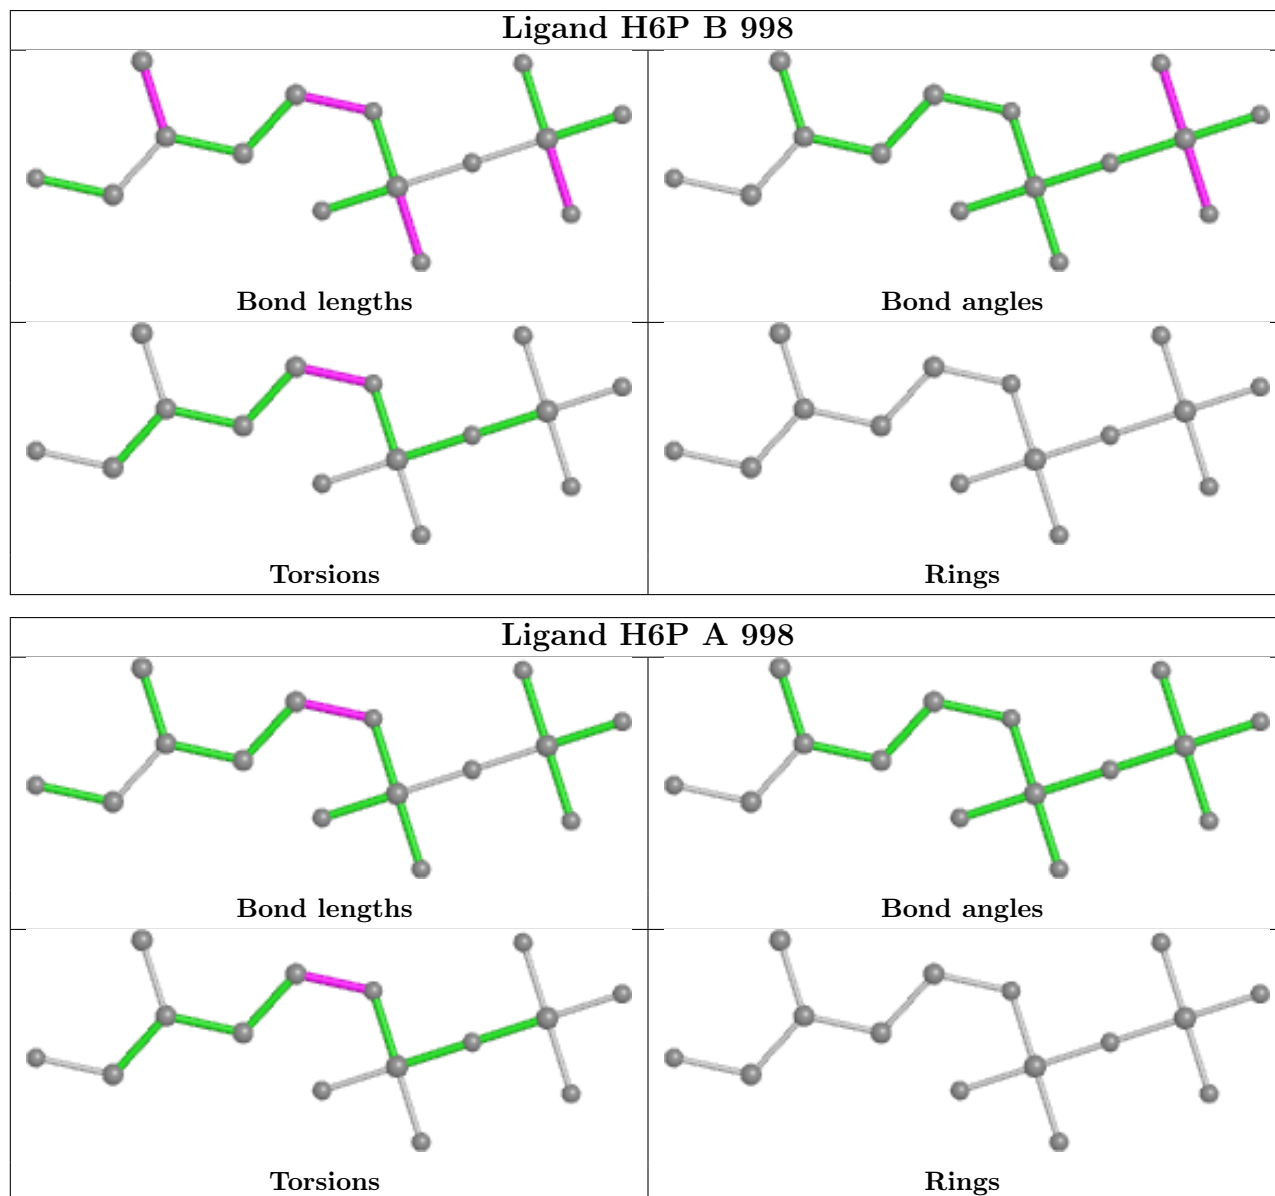 Ligand H6P B 998
Bond lengths
Bond angles
Torsions
Rings
Ligand H6P A 998
Bond lengths
Bond angles
Torsions
Rings